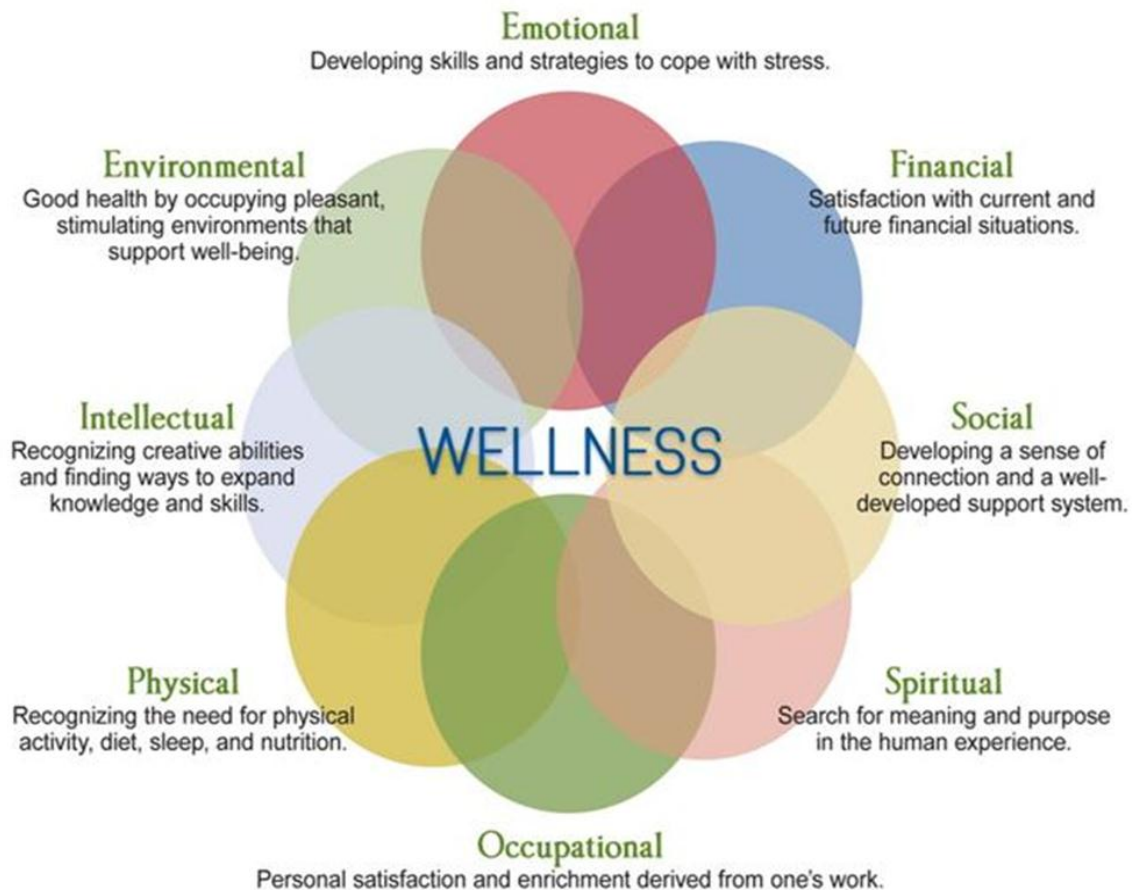 Emotional
Developing skills and strategies to cope with stress.
Environmental
Good health by occupying pleasant,
stimulating environments that
support well-being.
Financial
Satisfaction with current and
future financial situations.
Intellectual
Recognizing creative abilities
and finding ways to expand
knowledge and skills.
WELLNESS
Social
Developing a sense of
connection and a well-
developed support system.
Physical
Recognizing the need for physical
activity, diet, sleep, and nutrition.
Spiritual
Search for meaning and purpose
in the human experience.
Occupational
Personal satisfaction and enrichment derived from one's work.